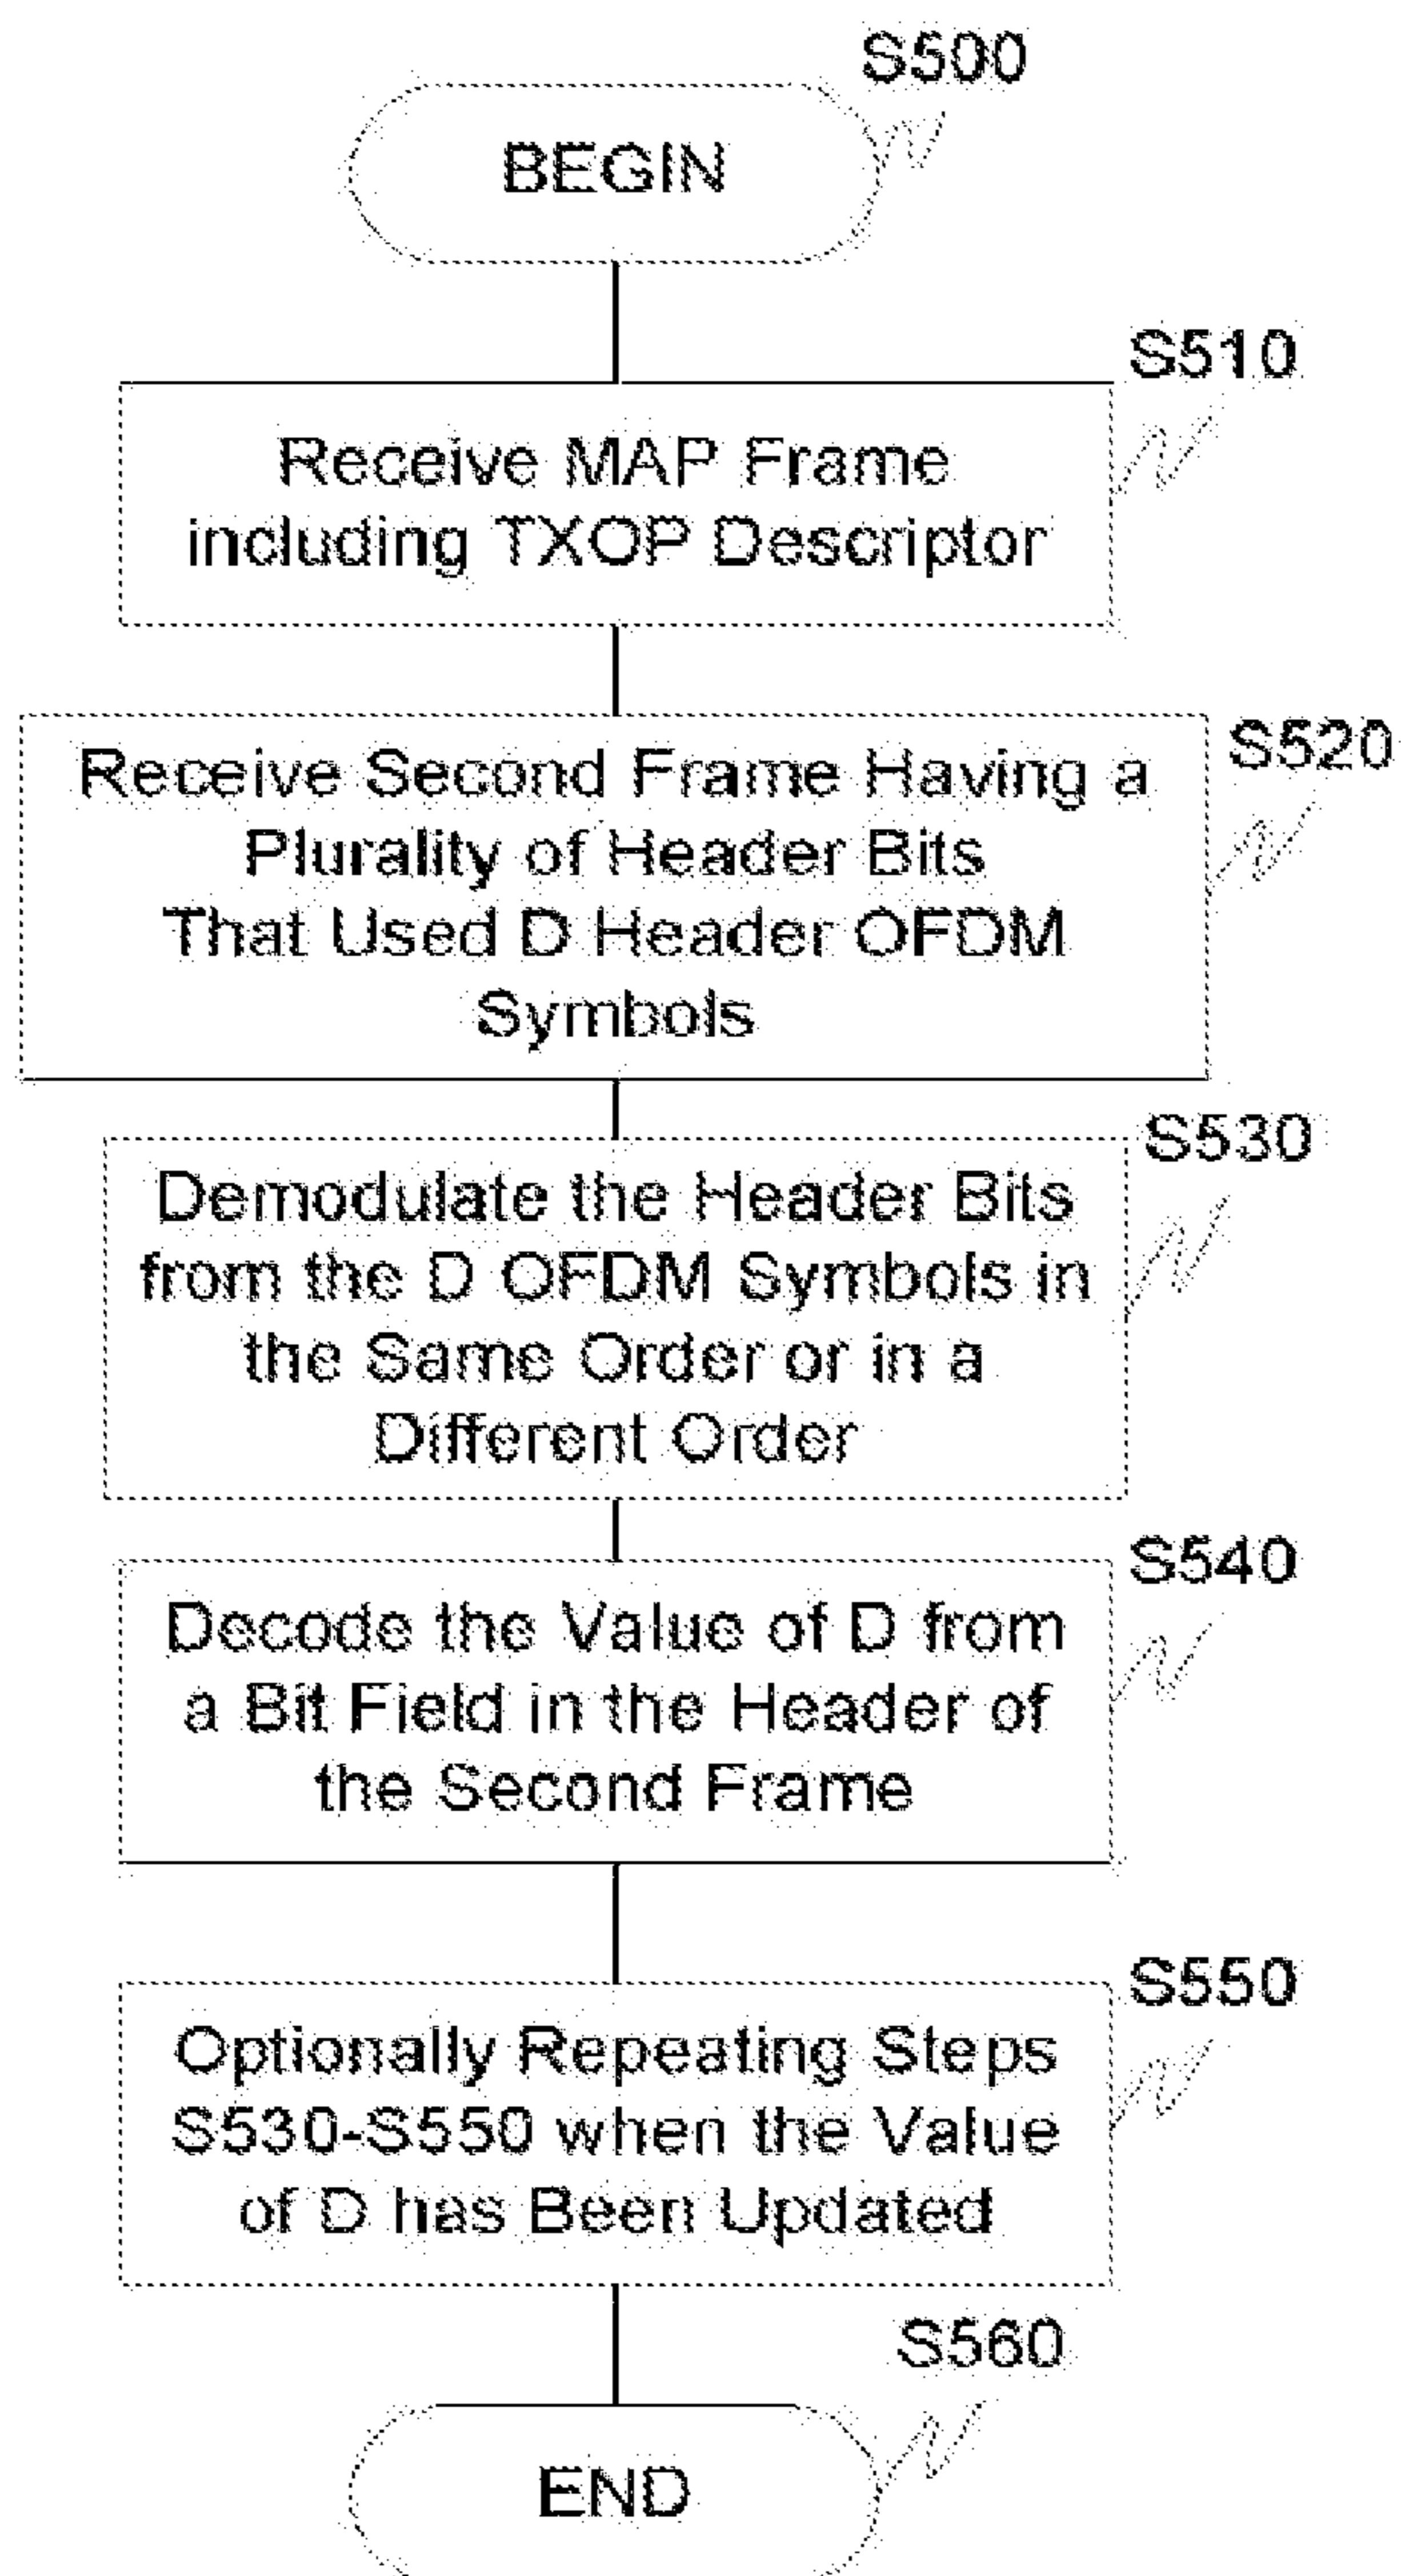 S500
BEGIN
S510
Receive MAP Frame
including TXOP Descriptor
S520
Receive Second Frame Having a
Plurality of Header Bits
That Used D Header OFDM
Symbols
S530
Demodulate the Header Bits
from the D OFDM Symbols in
the Same Order or in a
Different Order
S540
Decode the Value of D from
a Bit Field in the Header of
the Second Frame
S550
Optionally Repeating Steps
S530-S550 when the Value
of D has Been Updated
S560
END